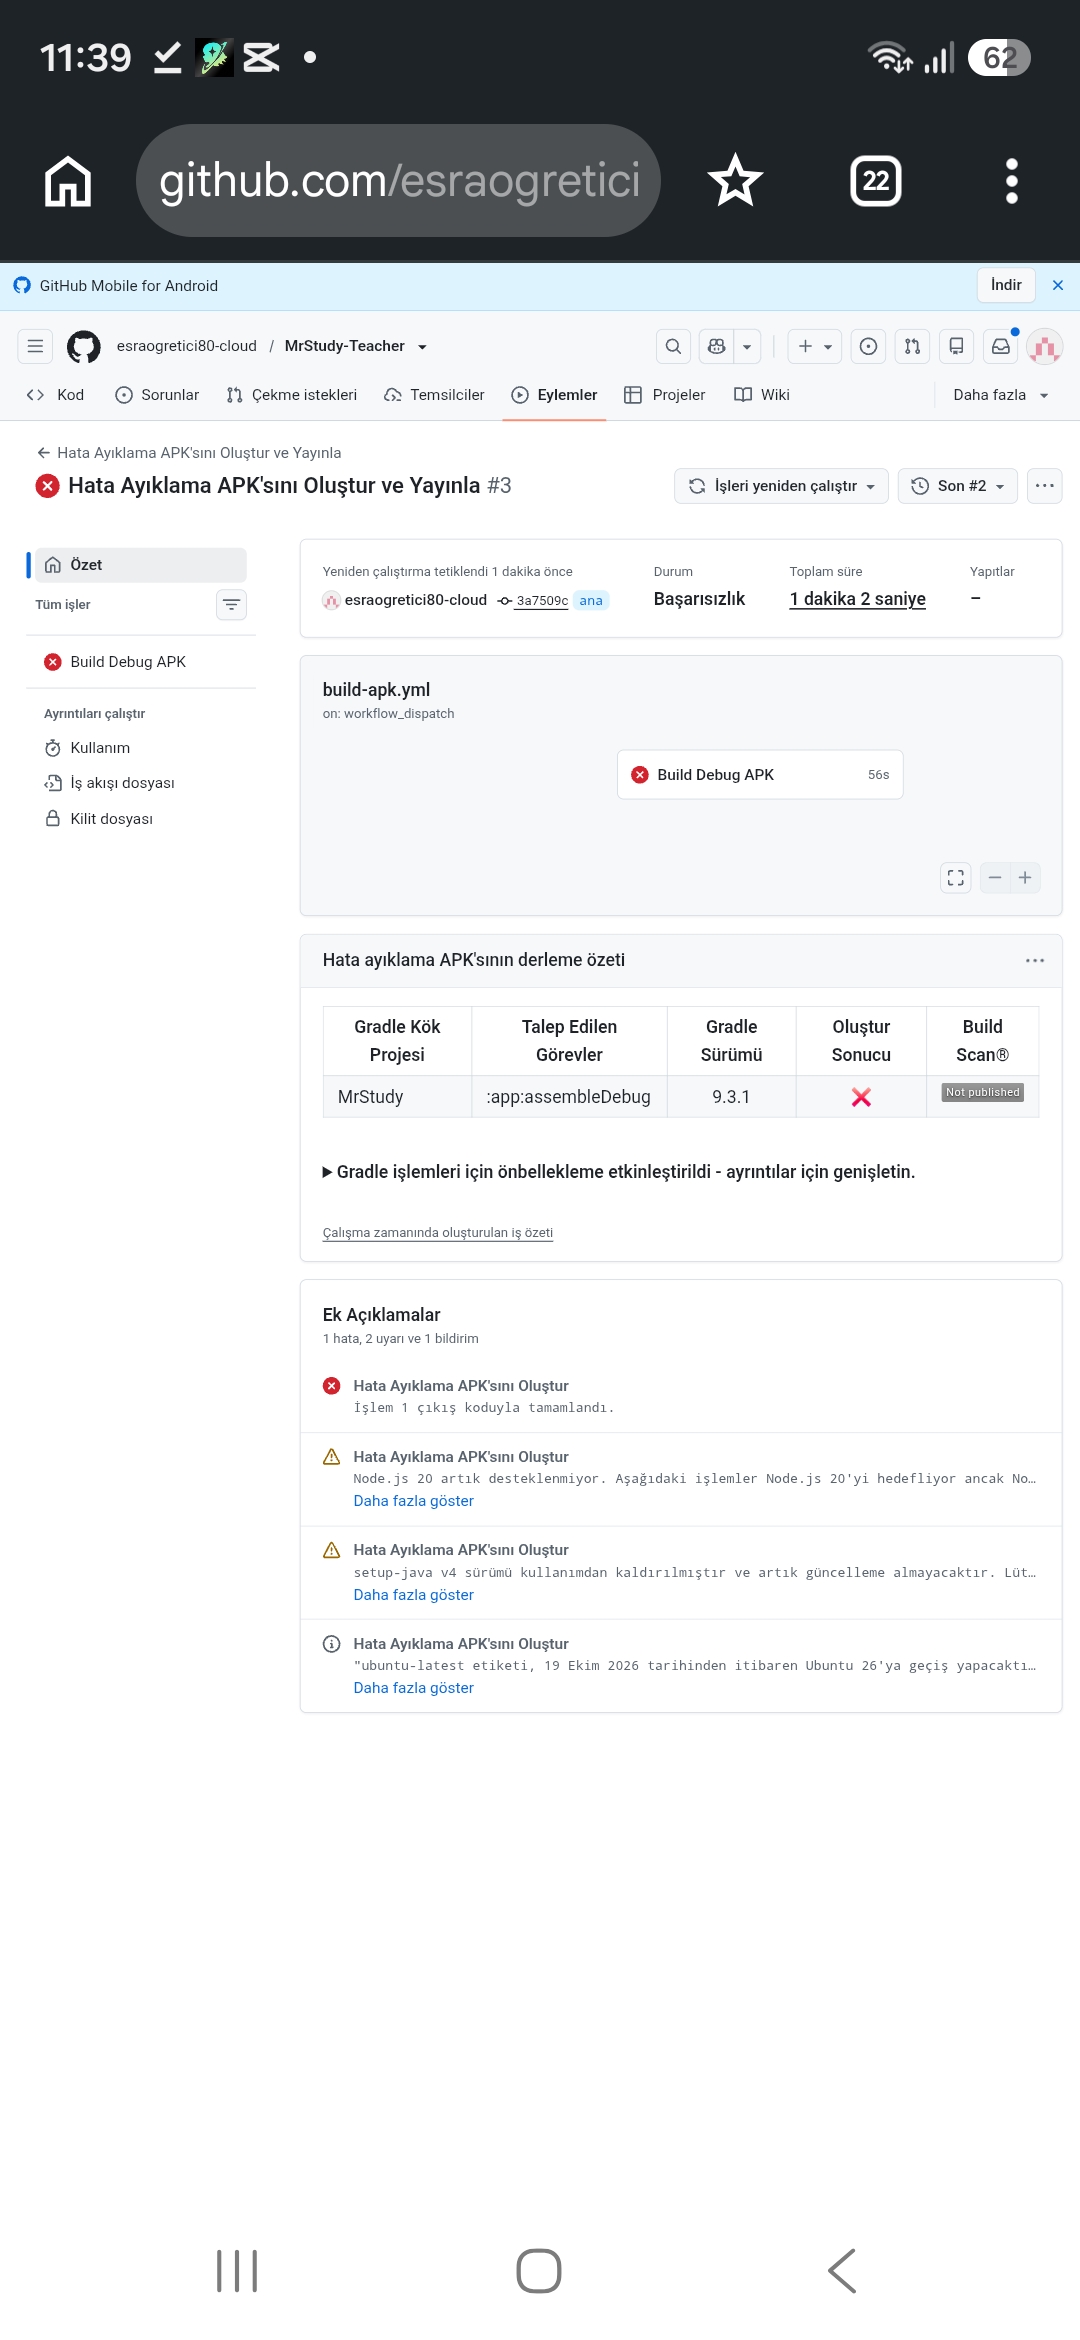 11:39
62
github.com/esraogretici
22
GitHub Mobile for Android
İndir
esraogretici80-cloud / MrStudy-Teacher
Kod
Sorunlar
Çekme istekleri
Temsilciler
Eylemler
Projeler
Wiki
Daha fazla
Hata Ayıklama APK'sını Oluştur ve Yayınla
Hata Ayıklama APK'sını Oluştur ve Yayınla #3
İşleri yeniden çalıştır
Son #2
Özet
Tüm işler
Build Debug APK
Ayrıntıları çalıştır
Kullanım
İş akışı dosyası
Kilit dosyası
Yeniden çalıştırma tetiklendi 1 dakika önce
esraogretici80-cloud 3a7509c ana
Durum
Başarısızlık
Toplam süre
1 dakika 2 saniye
Yapıtlar
–
build-apk.yml
on: workflow_dispatch
Build Debug APK 56s
Hata ayıklama APK'sının derleme özeti
Gradle Kök Projesi
Talep Edilen Görevler
Gradle Sürümü
Oluştur Sonucu
Build Scan®
MrStudy
:app:assembleDebug
9.3.1
Not published
Gradle işlemleri için önbellekleme etkinleştirildi - ayrıntılar için genişletin.
Çalışma zamanında oluşturulan iş özeti
Ek Açıklamalar
1 hata, 2 uyarı ve 1 bildirim
Hata Ayıklama APK'sını Oluştur
İşlem 1 çıkış koduyla tamamlandı.
Hata Ayıklama APK'sını Oluştur
Node.js 20 artık desteklenmiyor. Aşağıdaki işlemler Node.js 20'yi hedefliyor ancak No…
Daha fazla göster
Hata Ayıklama APK'sını Oluştur
setup-java v4 sürümü kullanımdan kaldırılmıştır ve artık güncelleme almayacaktır. Lüt…
Daha fazla göster
Hata Ayıklama APK'sını Oluştur
"ubuntu-latest etiketi, 19 Ekim 2026 tarihinden itibaren Ubuntu 26'ya geçiş yapacaktı…
Daha fazla göster